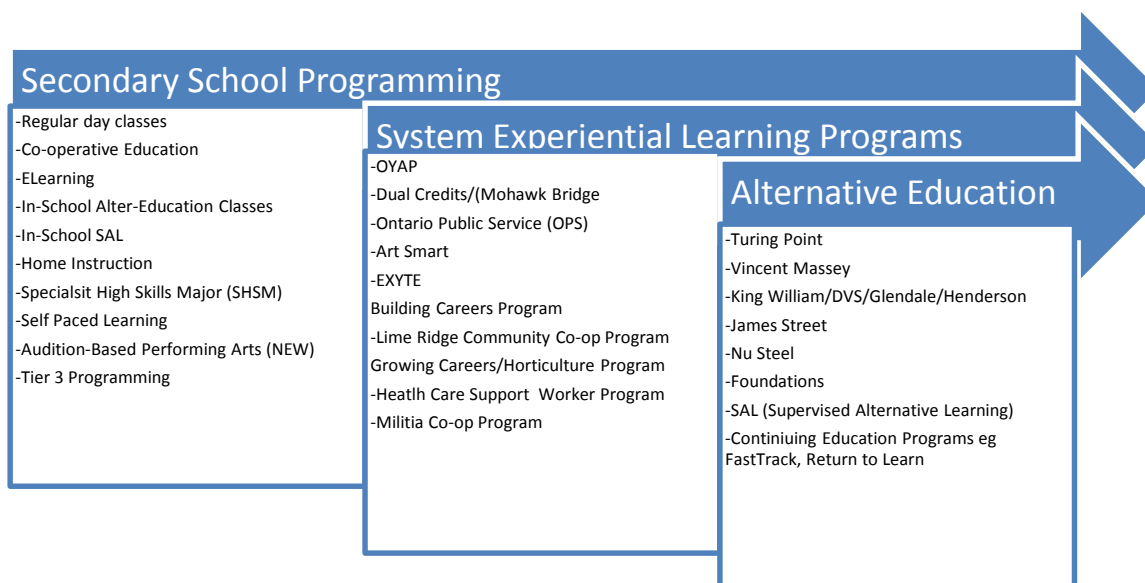 Secondary School Programming
-Regular day classes
-Co-operative Education
-ELearning
-In-School Alter-Education Classes
-In-School SAL
-Home Instruction
-Specialsit High Skills Major (SHSM)
-Self Paced Learning
-Audition-Based Performing Arts (NEW)
-Tier 3 Programming
System Experiential Learning Programs
-OYAP
-Dual Credits/(Mohawk Bridge
-Ontario Public Service (OPS)
-Art Smart
-EXYTE
Building Careers Program
-Lime Ridge Community Co-op Program
Growing Careers/Horticulture Program
-Heatlh Care Support Worker Program
-Militia Co-op Program
Alternative Education
-Turing Point
-Vincent Massey
-King William/DVS/Glendale/Henderson
-James Street
-Nu Steel
-Foundations
-SAL (Supervised Alternative Learning)
-Continiuing Education Programs eg
FastTrack, Return to Learn